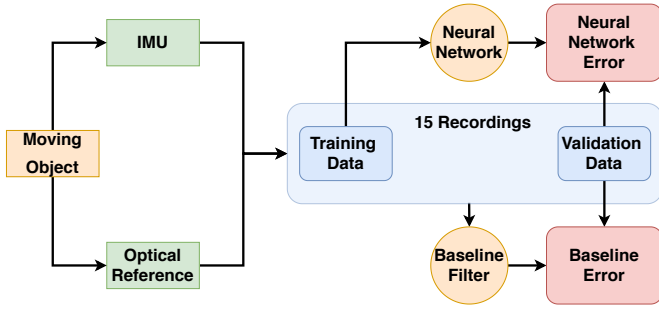 IMU
Neural
Network
Neural
Network
Error
15 Recordings
Moving
Object
Training
Data
Validation
Data
Optical
Reference
Baseline
Filter
Baseline
Error